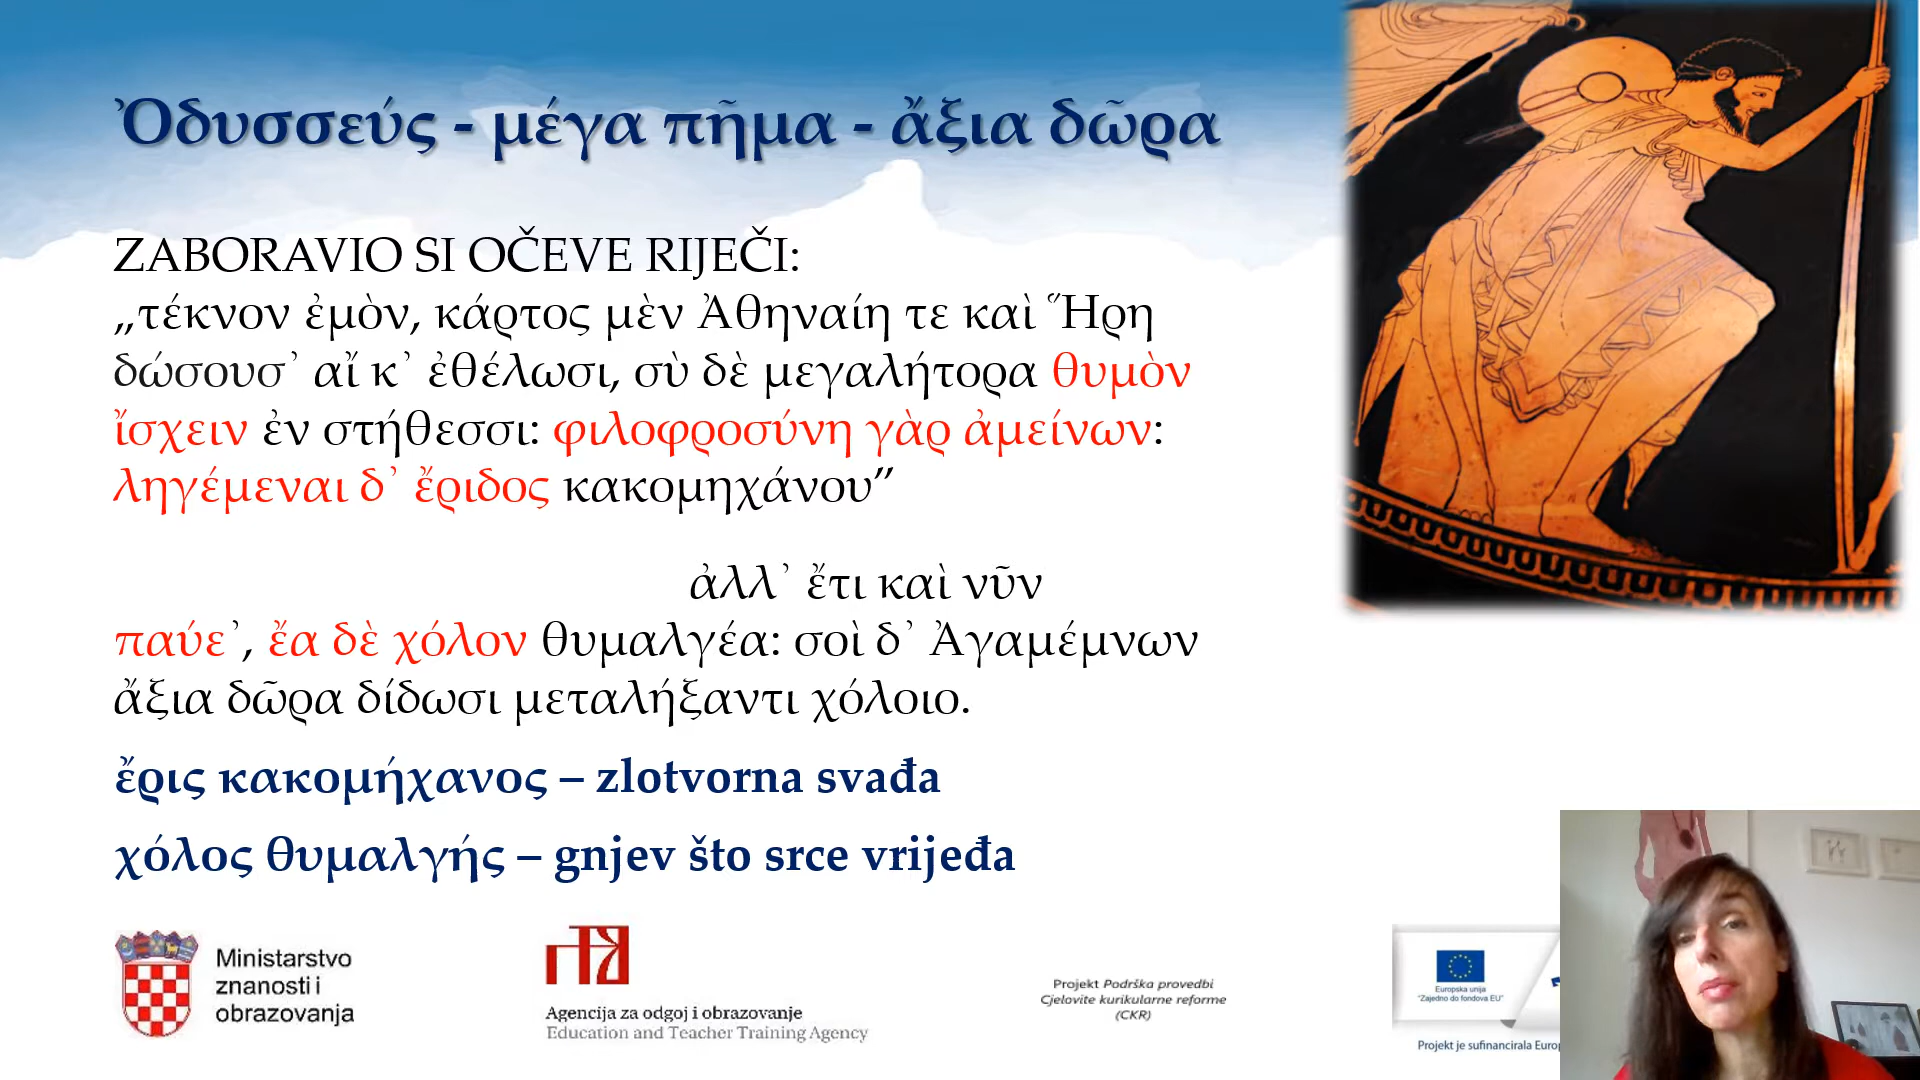 Ὀδυσσεύς - μέγα πῆμα - ἄξια δῶρα
ZABORAVIO SI OČEVE RIJEČI:
„τέκνον ἐμὸν, κάρτος μὲν Ἀθηναίη τε καὶ Ἥρη
δώσουσ᾽ αἴ κ᾽ ἐθέλωσι, σὺ δὲ μεγαλήτορα θυμὸν
ἴσχειν ἐν στήθεσσι: φιλοφροσύνη γὰρ ἀμείνων:
ληγέμεναι δ᾽ ἔριδος κακομηχάνου”
ἀλλ᾽ ἔτι καὶ νῦν
παύε᾽, ἔα δὲ χόλον θυμαλγέα: σοὶ δ᾽ Ἀγαμέμνων
ἄξια δῶρα δίδωσι μεταλήξαντι χόλοιο.
ἔρις κακομήχανος – zlotvorna svađa
χόλος θυμαλγής – gnjev što srce vrijeđa
Ministarstvo
znanosti i
obrazovanja
Agencija za odgoj i obrazovanje
Education and Teacher Training Agency
Projekt Podrška provedbi
Cjelovite kurikularne reforme
(CKR)
Europska unija
"Zajedno do fondova EU"
Projekt je sufinancirala